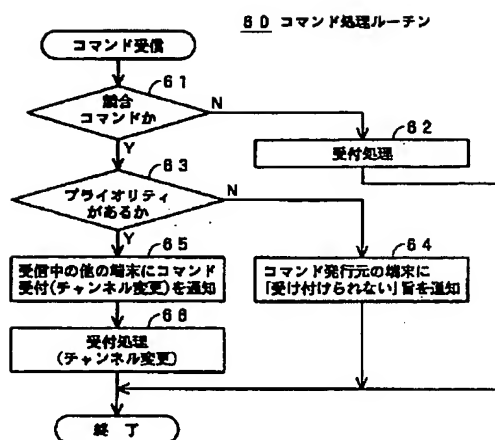 60 コマンド処理ルーチン
コマンド受信
61
競合
コマンドか
N
62
受付処理
Y
63
プライオリティ
があるか
N
Y
65
受信中の他の端末にコマンド
受付(チャンネル変更)を通知
64
コマンド発行元の端末に
「受け付けられない」旨を通知
66
受付処理
(チャンネル変更)
終 了